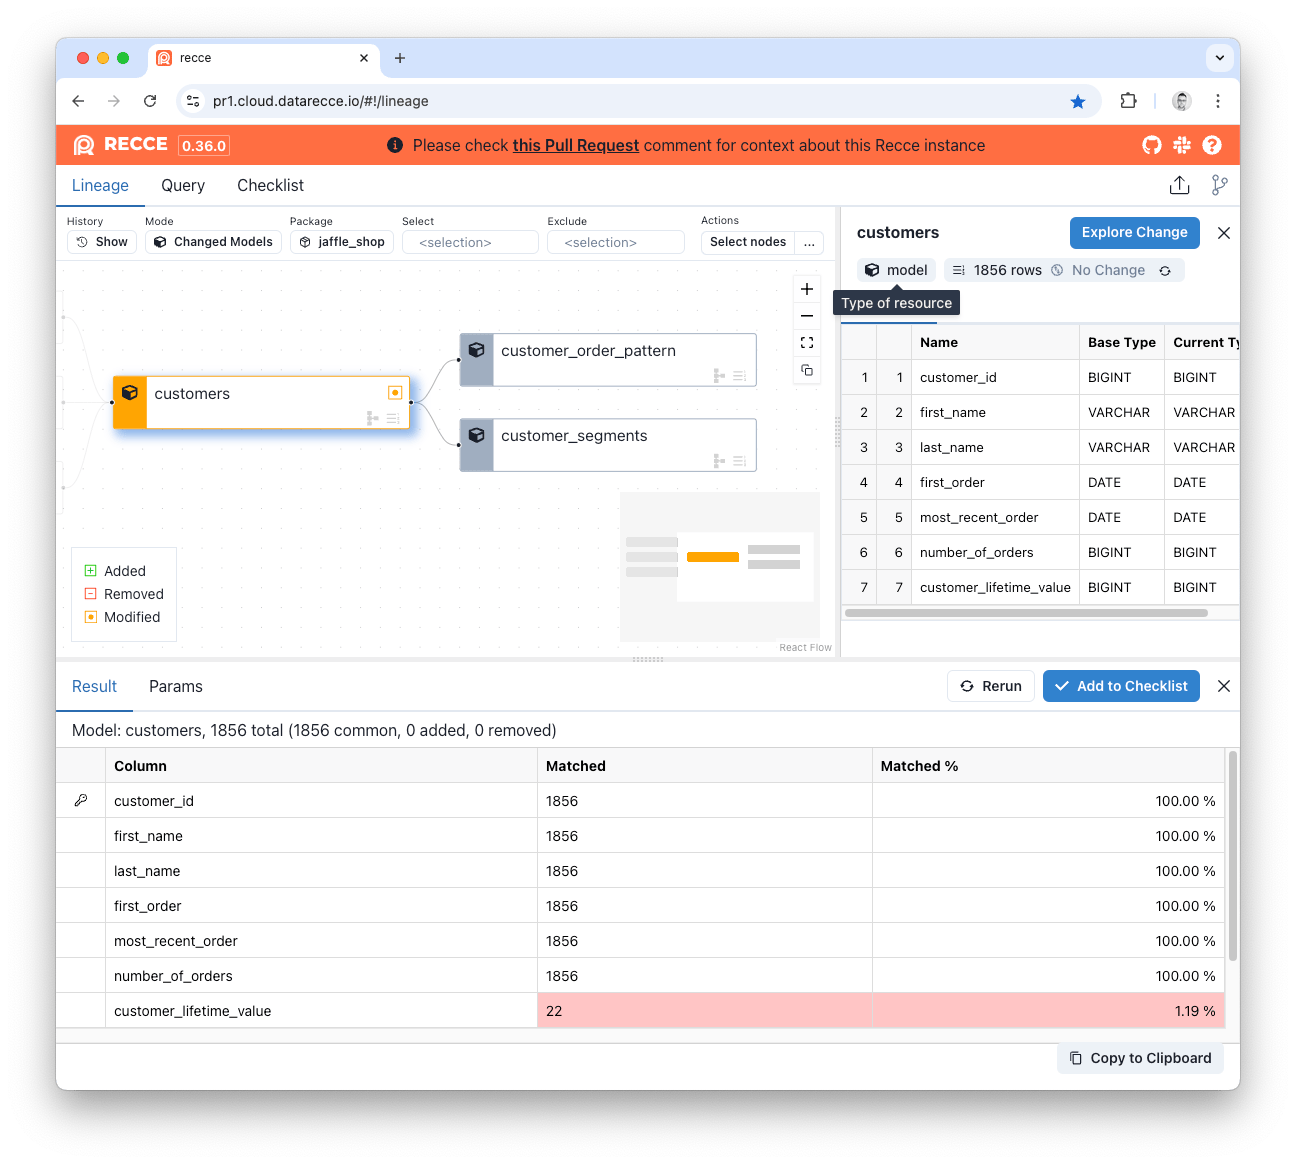 recce
pr1.cloud.datarecce.io/#!/lineage
RECCE 0.36.0 Please check this Pull Request comment for context about this Recce instance
Lineage Query Checklist
History Mode Package Select Exclude Actions
Show Changed Models jaffle_shop <selection> <selection> Select nodes ...
customers Explore Change
model 1856 rows No Change
Type of resource
customers
customer_order_pattern
customer_segments
Added
Removed
Modified
React Flow
Name Base Type Current Ty
1 1 customer_id BIGINT BIGINT
2 2 first_name VARCHAR VARCHAR
3 3 last_name VARCHAR VARCHAR
4 4 first_order DATE DATE
5 5 most_recent_order DATE DATE
6 6 number_of_orders BIGINT BIGINT
7 7 customer_lifetime_value BIGINT BIGINT
Result Params Rerun Add to Checklist
Model: customers, 1856 total (1856 common, 0 added, 0 removed)
Column Matched Matched %
customer_id 1856 100.00 %
first_name 1856 100.00 %
last_name 1856 100.00 %
first_order 1856 100.00 %
most_recent_order 1856 100.00 %
number_of_orders 1856 100.00 %
customer_lifetime_value 22 1.19 %
Copy to Clipboard